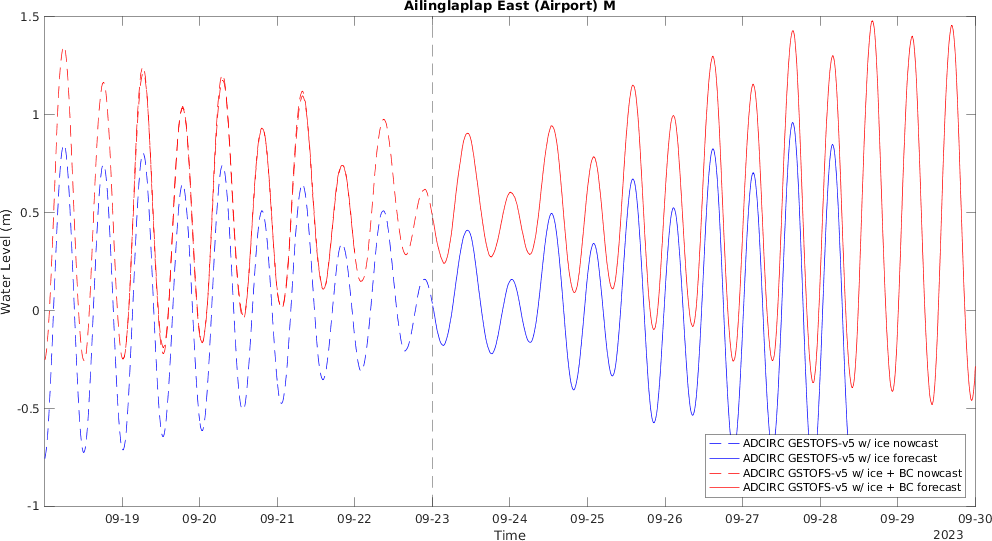 Ailinglaplap East (Airport) M
1.5
1
0.5
0
-0.5
-1
Water Level (m)
ADCIRC GESTOFS-v5 w/ ice nowcast
ADCIRC GESTOFS-v5 w/ ice forecast
ADCIRC GSTOFS-v5 w/ ice + BC nowcast
ADCIRC GSTOFS-v5 w/ ice + BC forecast
09-19 09-20 09-21 09-22 09-23 09-24 09-25 09-26 09-27 09-28 09-29 09-30
Time
2023